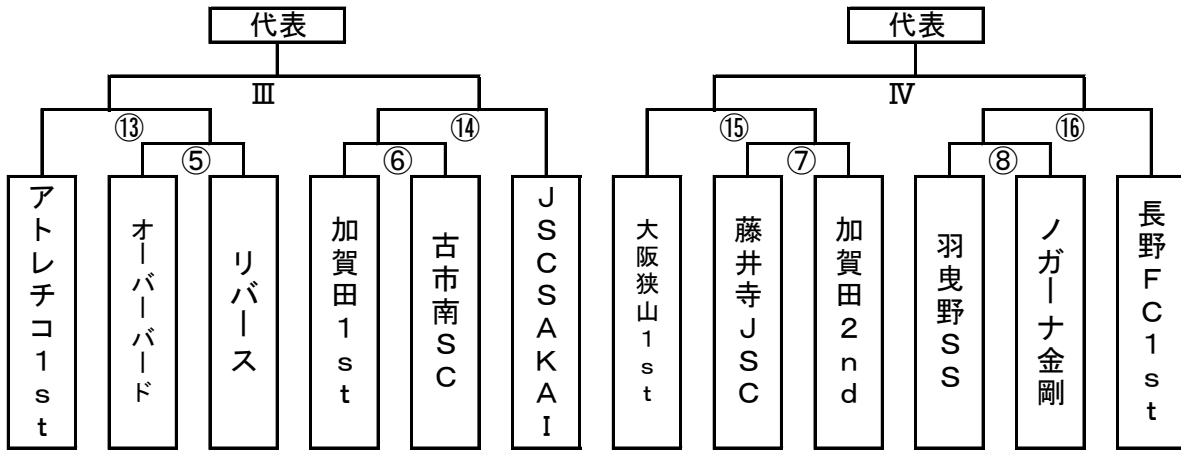 代表
代表
Ⅲ
Ⅳ
⑬
⑭
⑮
⑯
⑤
⑥
⑦
⑧
アトレチコ1st
オーバーバード
リバース
加賀田1st
古市南SC
JSCSAKAI
大阪狭山1st
藤井寺JSC
加賀田2nd
羽曳野SS
ノガーナ金剛
長野FC1st